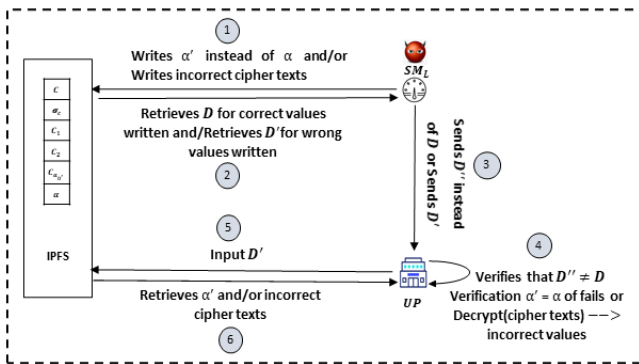 1
Writes α′ instead of α and/or
Writes incorrect cipher texts
SM_L
C
σ_c
C_1
C_2
C_{α_0'}
α
IPFS
Retrieves D for correct values
written and/Retrieves D′for wrong
values written
2
Sends D′′ instead
of D or Sends D′
3
5
Input D′
4
UP
Verifies that D′′ ≠ D
Verification α′ = α of fails or
Decrypt(cipher texts) −−>
incorrect values
Retrieves α′ and/or incorrect
cipher texts
6